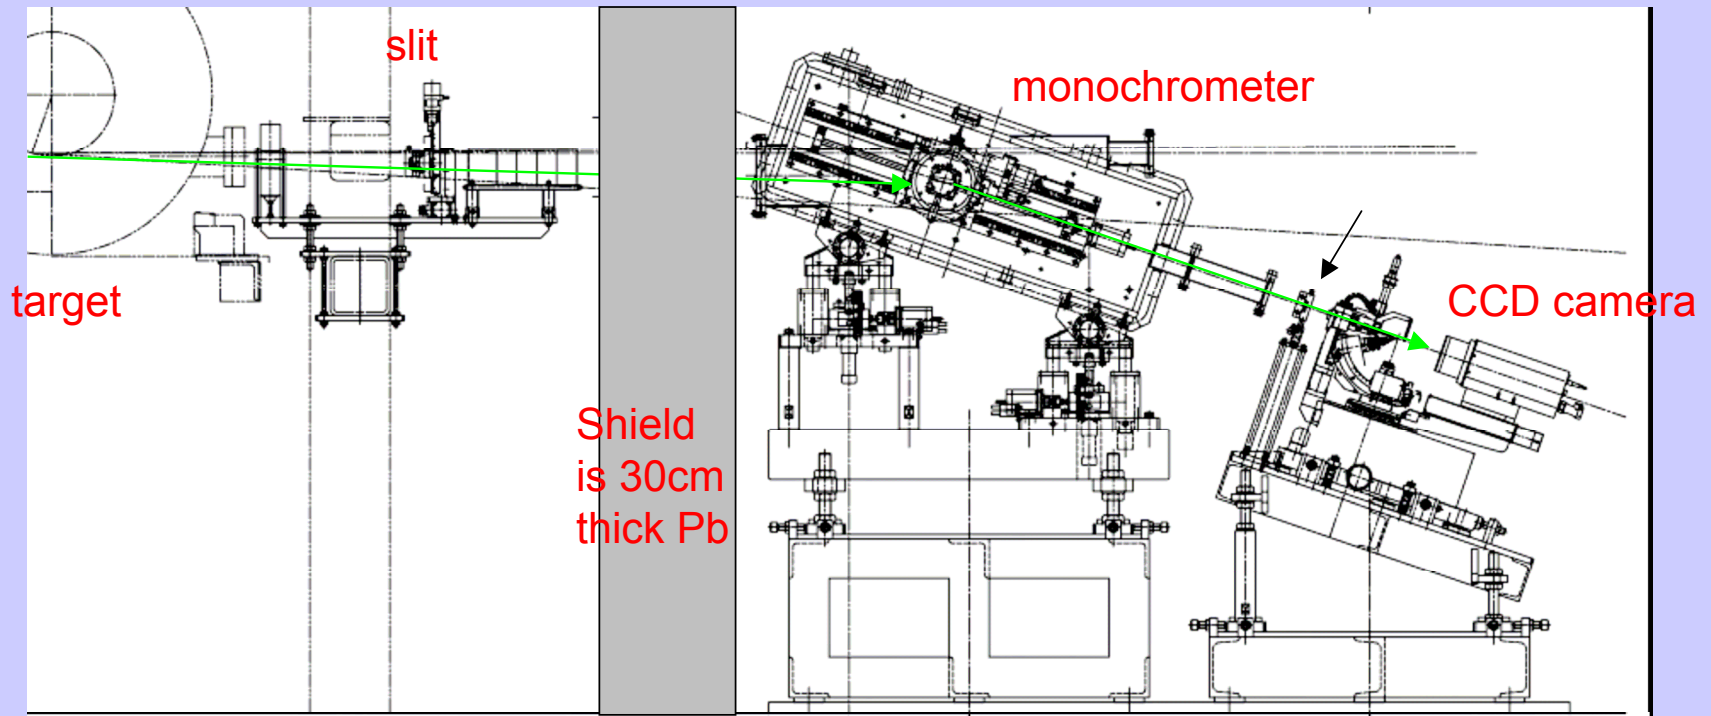 slit
monochrometer
target
CCD camera
Shield
is 30cm
thick Pb